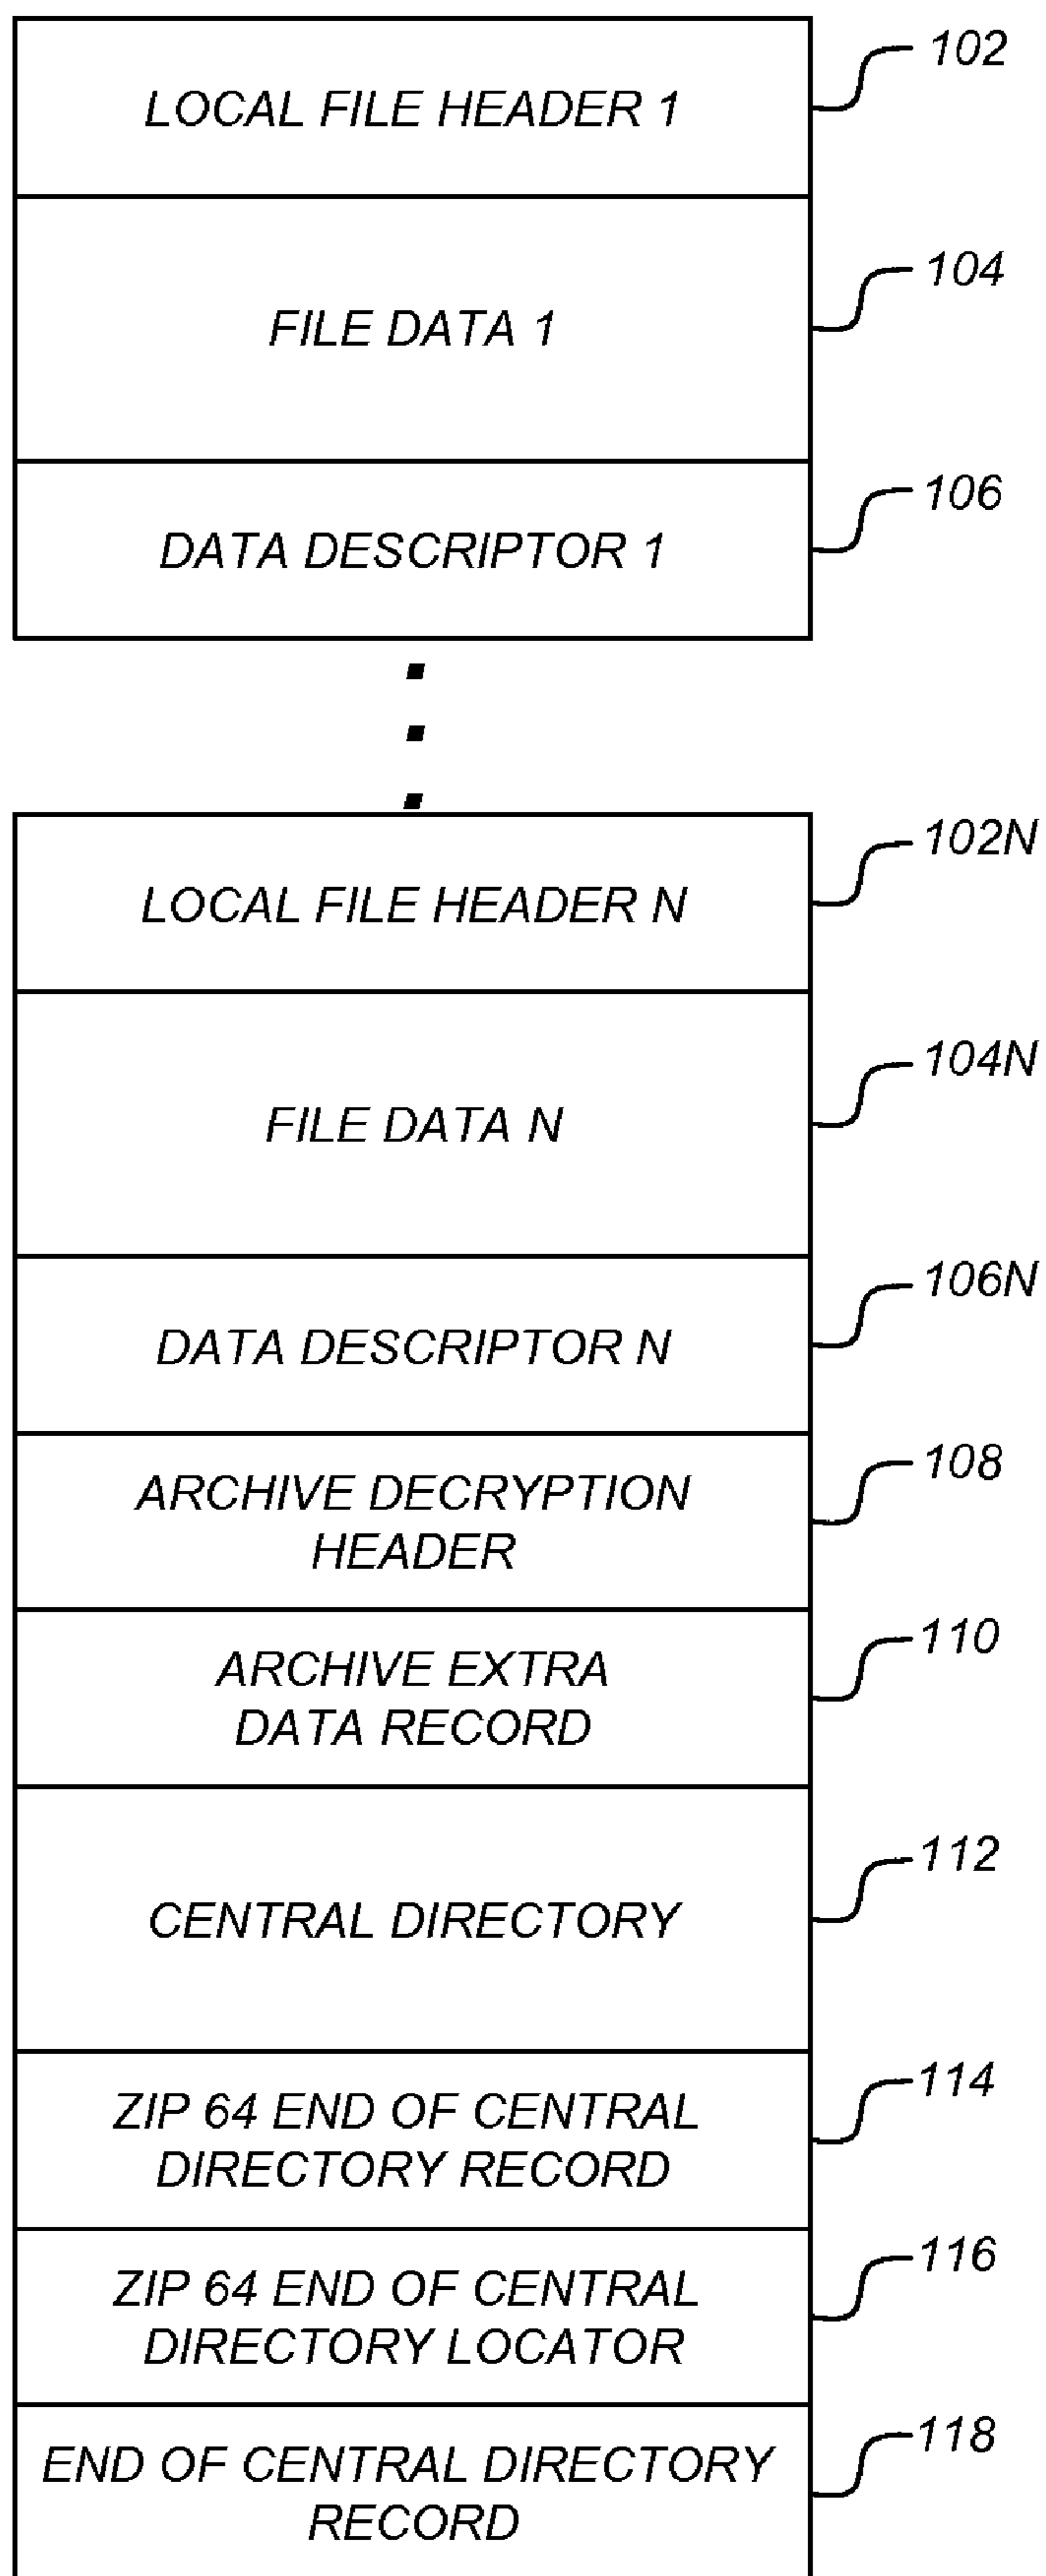 102
LOCAL FILE HEADER 1
104
FILE DATA 1
106
DATA DESCRIPTOR 1
102N
LOCAL FILE HEADER N
104N
FILE DATA N
106N
DATA DESCRIPTOR N
108
ARCHIVE DECRYPTION
HEADER
110
ARCHIVE EXTRA
DATA RECORD
112
CENTRAL DIRECTORY
114
ZIP 64 END OF CENTRAL
DIRECTORY RECORD
116
ZIP 64 END OF CENTRAL
DIRECTORY LOCATOR
118
END OF CENTRAL DIRECTORY
RECORD